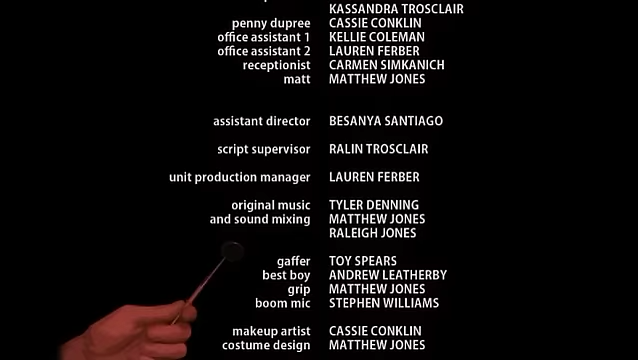 KASSANDRA TROSCLAIR
penny dupree CASSIE CONKLIN
office assistant 1 KELLIE COLEMAN
office assistant 2 LAUREN FERBER
receptionist CARMEN SIMKANICH
matt MATTHEW JONES
assistant director BESANYA SANTIAGO
script supervisor RALIN TROSCLAIR
unit production manager LAUREN FERBER
original music TYLER DENNING
and sound mixing MATTHEW JONES
RALEIGH JONES
gaffer TOY SPEARS
best boy ANDREW LEATHERBY
grip MATTHEW JONES
boom mic STEPHEN WILLIAMS
makeup artist CASSIE CONKLIN
costume design MATTHEW JONES